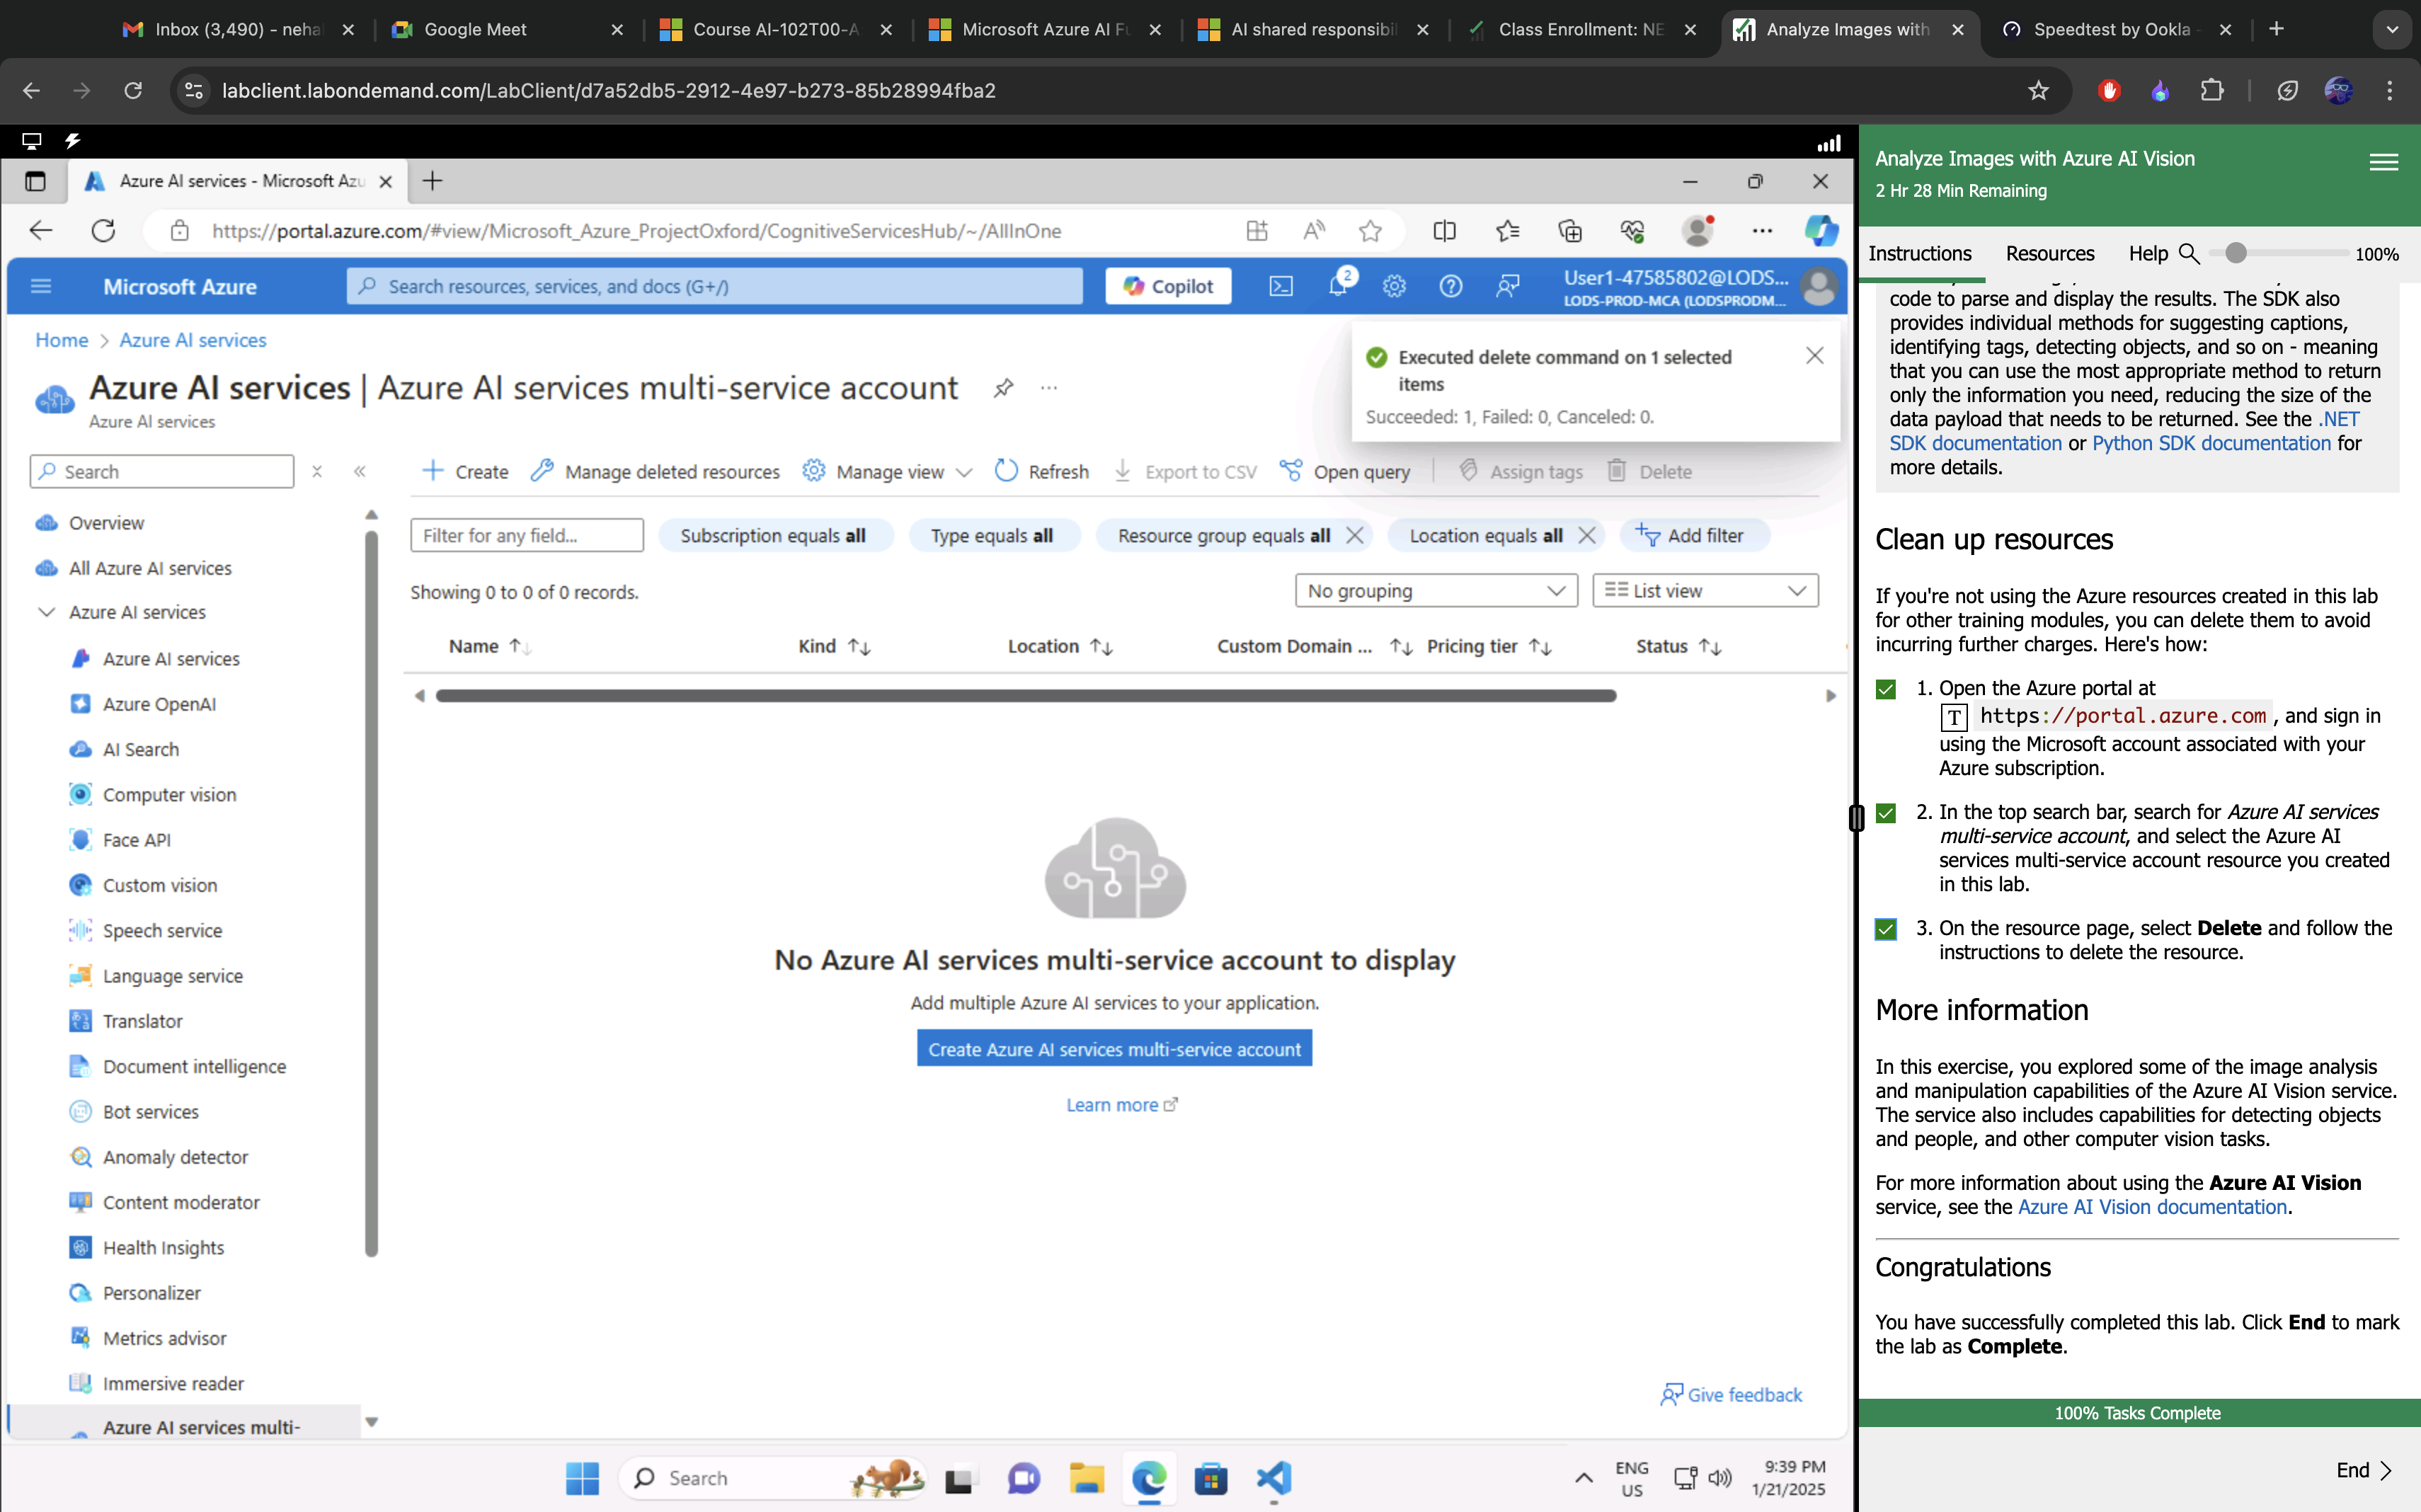 Inbox (3,490) - neha
Google Meet
Course AI-102T00-A
Microsoft Azure AI Fu
AI shared responsibil
Class Enrollment: NE
Analyze Images with
Speedtest by Ookla -
labclient.labondemand.com/LabClient/d7a52db5-2912-4e97-b273-85b28994fba2
Azure AI services - Microsoft Azu
https://portal.azure.com/#view/Microsoft_Azure_ProjectOxford/CognitiveServicesHub/~/AllInOne
Microsoft Azure
Search resources, services, and docs (G+/)
Copilot
2
User1-47585802@LODS...
LODS-PROD-MCA (LODSPRODM...
Home > Azure AI services
Azure AI services | Azure AI services multi-service account
Azure AI services
Executed delete command on 1 selected
items
Succeeded: 1, Failed: 0, Canceled: 0.
Search
Create
Manage deleted resources
Manage view
Refresh
Export to CSV
Open query
Assign tags
Delete
Filter for any field...
Subscription equals all
Type equals all
Resource group equals all
Location equals all
Add filter
Showing 0 to 0 of 0 records.
No grouping
List view
Name
Kind
Location
Custom Domain ...
Pricing tier
Status
Overview
All Azure AI services
Azure AI services
Azure AI services
Azure OpenAI
AI Search
Computer vision
Face API
Custom vision
Speech service
Language service
Translator
Document intelligence
Bot services
Anomaly detector
Content moderator
Health Insights
Personalizer
Metrics advisor
Immersive reader
Azure AI services multi-
No Azure AI services multi-service account to display
Add multiple Azure AI services to your application.
Create Azure AI services multi-service account
Learn more
Give feedback
Search
ENG
US
9:39 PM
1/21/2025
Analyze Images with Azure AI Vision
2 Hr 28 Min Remaining
Instructions
Resources
Help
100%
code to parse and display the results. The SDK also
provides individual methods for suggesting captions,
identifying tags, detecting objects, and so on - meaning
that you can use the most appropriate method to return
only the information you need, reducing the size of the
data payload that needs to be returned. See the .NET
SDK documentation or Python SDK documentation for
more details.
Clean up resources
If you're not using the Azure resources created in this lab
for other training modules, you can delete them to avoid
incurring further charges. Here's how:
1. Open the Azure portal at
T https://portal.azure.com , and sign in
using the Microsoft account associated with your
Azure subscription.
2. In the top search bar, search for Azure AI services
multi-service account, and select the Azure AI
services multi-service account resource you created
in this lab.
3. On the resource page, select Delete and follow the
instructions to delete the resource.
More information
In this exercise, you explored some of the image analysis
and manipulation capabilities of the Azure AI Vision service.
The service also includes capabilities for detecting objects
and people, and other computer vision tasks.
For more information about using the Azure AI Vision
service, see the Azure AI Vision documentation.
Congratulations
You have successfully completed this lab. Click End to mark
the lab as Complete.
100% Tasks Complete
End